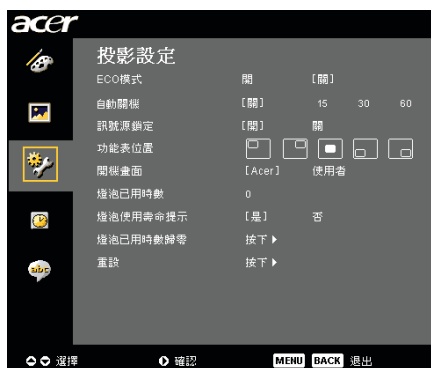 acer
投影設定
ECO模式 開 [關]
自動關機 [關] 15 30 60
訊號源鎖定 [開] 關
功能表位置
開機畫面 [Acer] 使用者
燈泡已用時數 0
燈泡使用壽命提示 [是] 否
燈泡已用時數歸零 按下
重設 按下
abc
選擇 確認 MENU BACK 退出